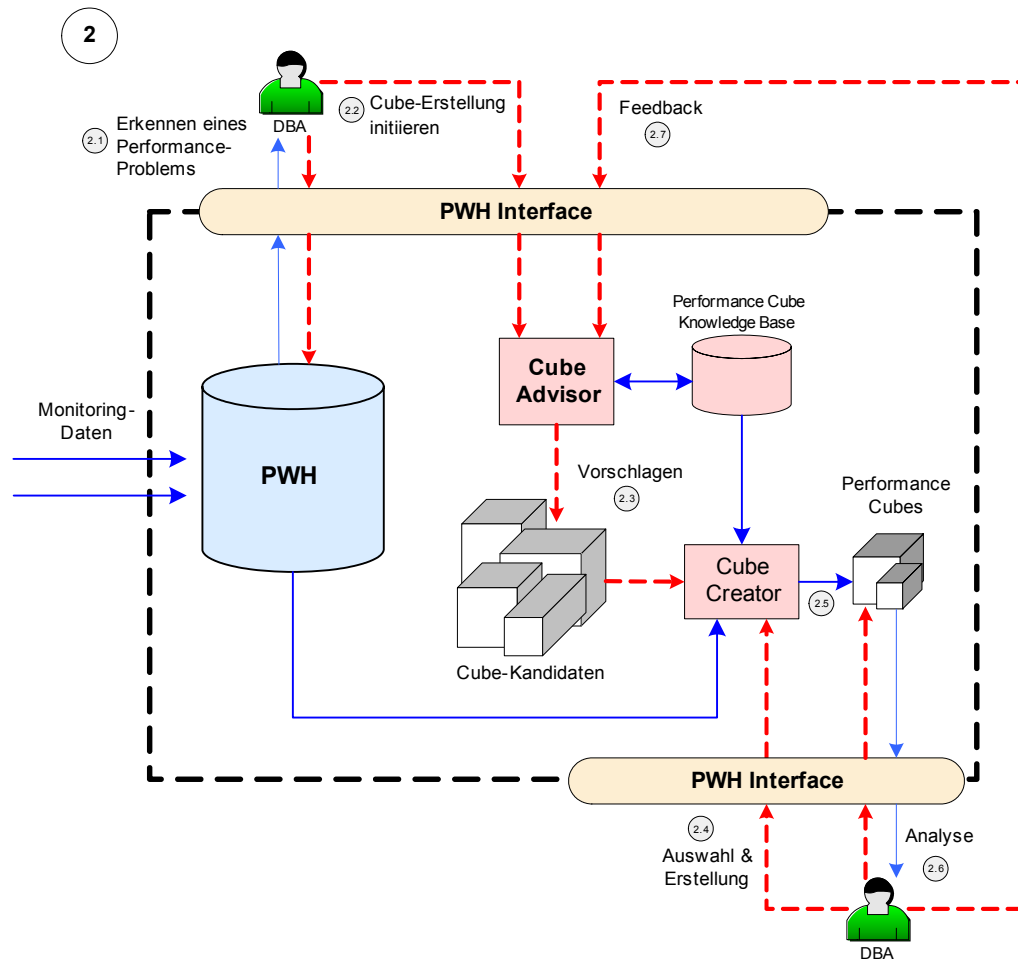 2
DBA
2.1
Erkennen eines
Performance-
Problems
2.2
Cube-Erstellung
initiieren
Feedback
2.7
PWH Interface
Performance Cube
Knowledge Base
Cube
Advisor
Monitoring-
Daten
PWH
Vorschlagen
2.3
Performance
Cubes
Cube
Creator
2.5
Cube-Kandidaten
PWH Interface
2.4
Auswahl &
Erstellung
Analyse
2.6
DBA